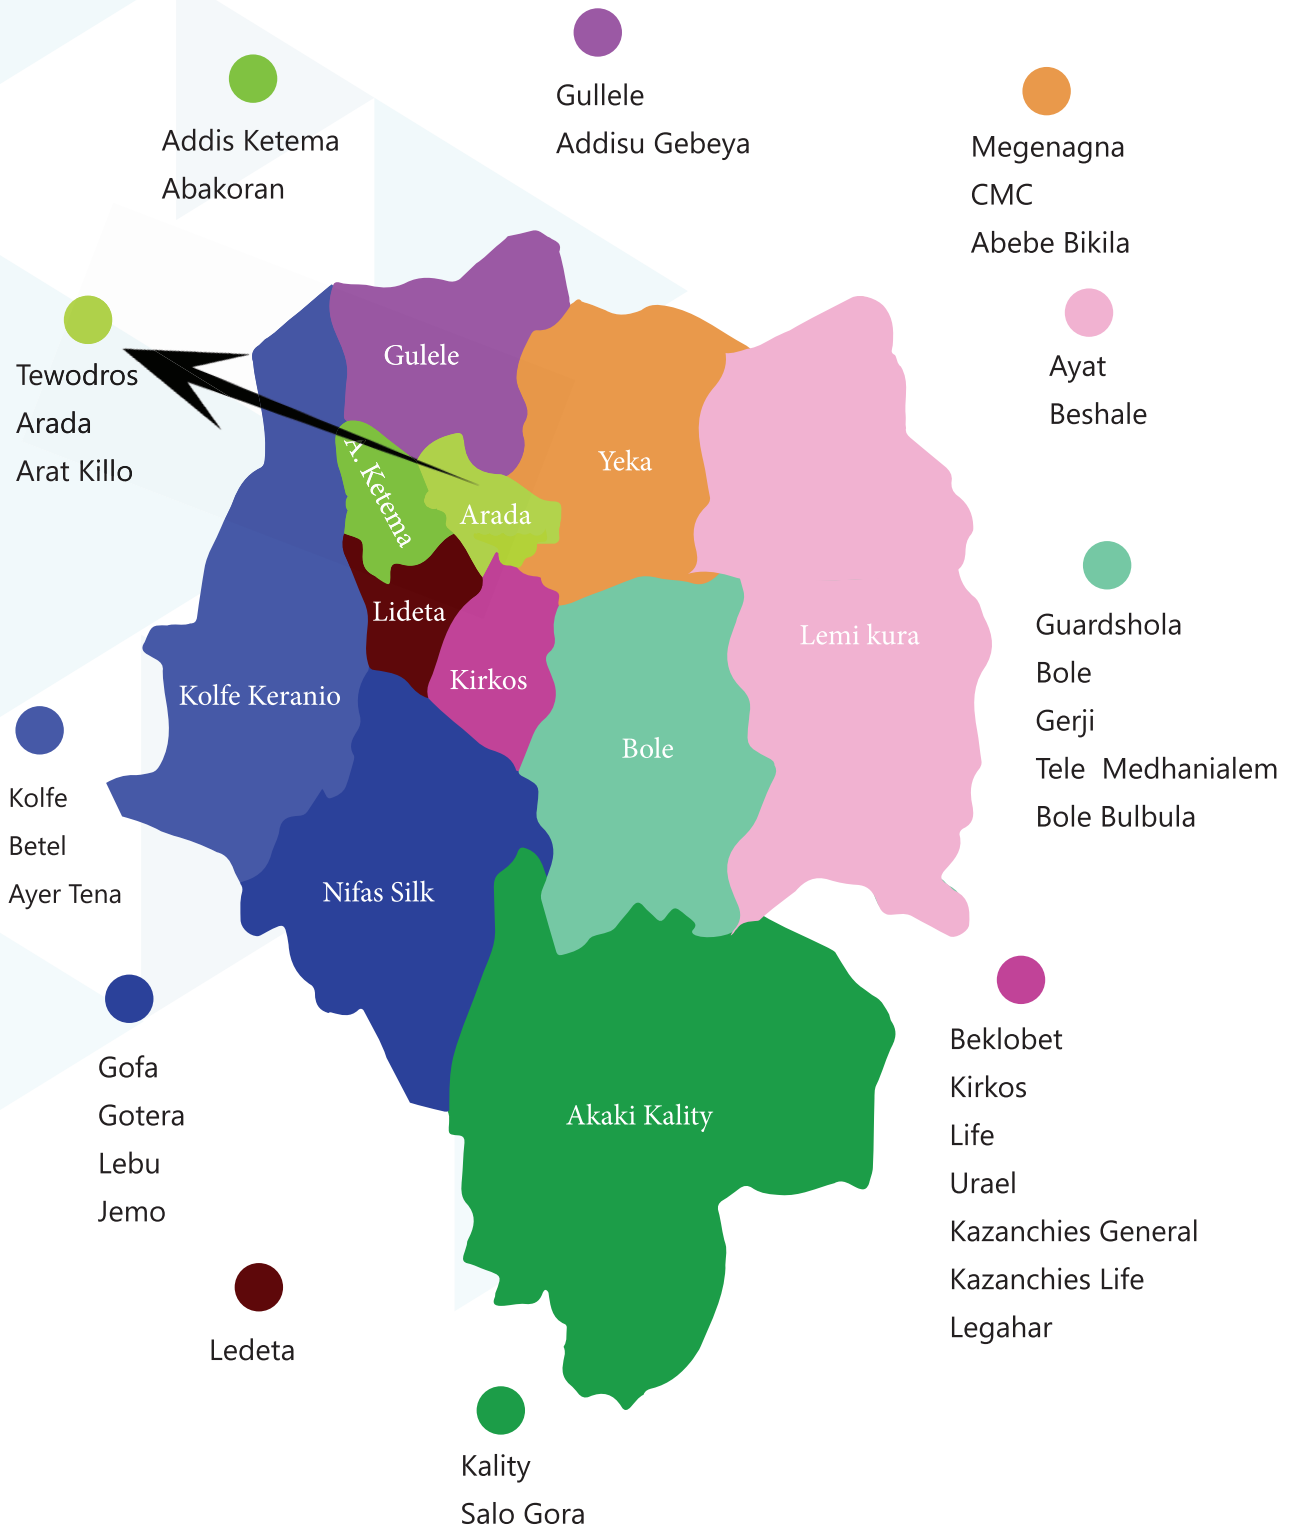 Gullele
Addisu Gebeya
Addis Ketema
Abakoran
Megenagna
CMC
Abebe Bikila
Tewodros
Arada
Arat Killo
Ayat
Beshale
Gulele
Yeka
A. Ketema
Arada
Lideta
Kirkos
Lemi kura
Kolfe Keranio
Bole
Nifas Silk
Akaki Kality
Guardshola
Bole
Gerji
Tele  Medhanialem
Bole Bulbula
Kolfe
Betel
Ayer Tena
Gofa
Gotera
Lebu
Jemo
Beklobet
Kirkos
Life
Urael
Kazanchies General
Kazanchies Life
Legahar
Ledeta
Kality
Salo Gora